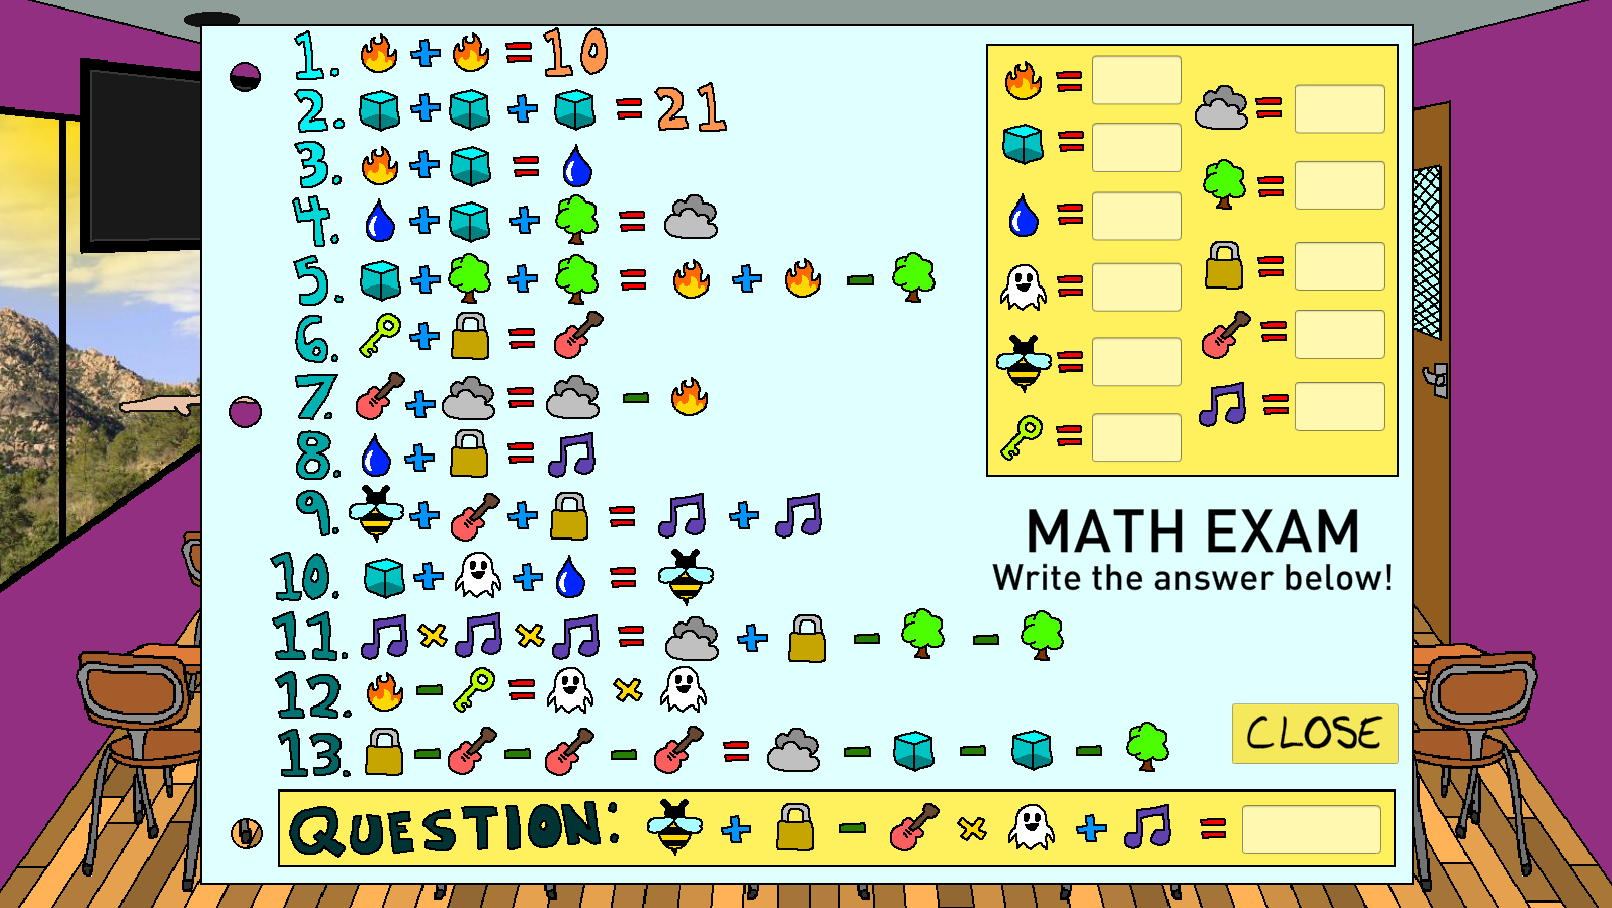 1. + = 10
2. + + = 21
3. + =
4. + + =
5. + + = + -
6. + =
7. + = -
8. + =
9. + + = +
10. + + =
11. × × = + - -
12. - = ×
13. - - - = - - -
QUESTION: + - × + =
=
=
=
=
=
=
=
=
=
=
=
MATH EXAM
Write the answer below!
CLOSE